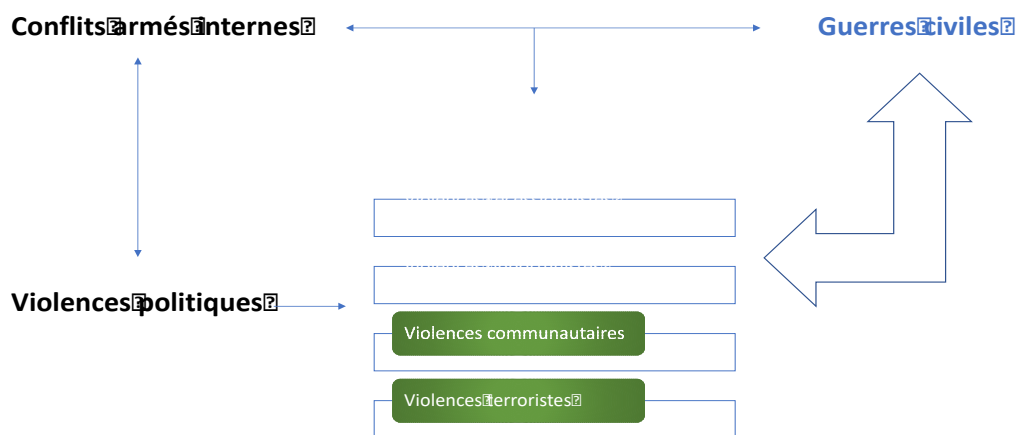 Conflits armés internes
Guerres civiles
Violences politiques
Violences communautaires
Violences terroristes